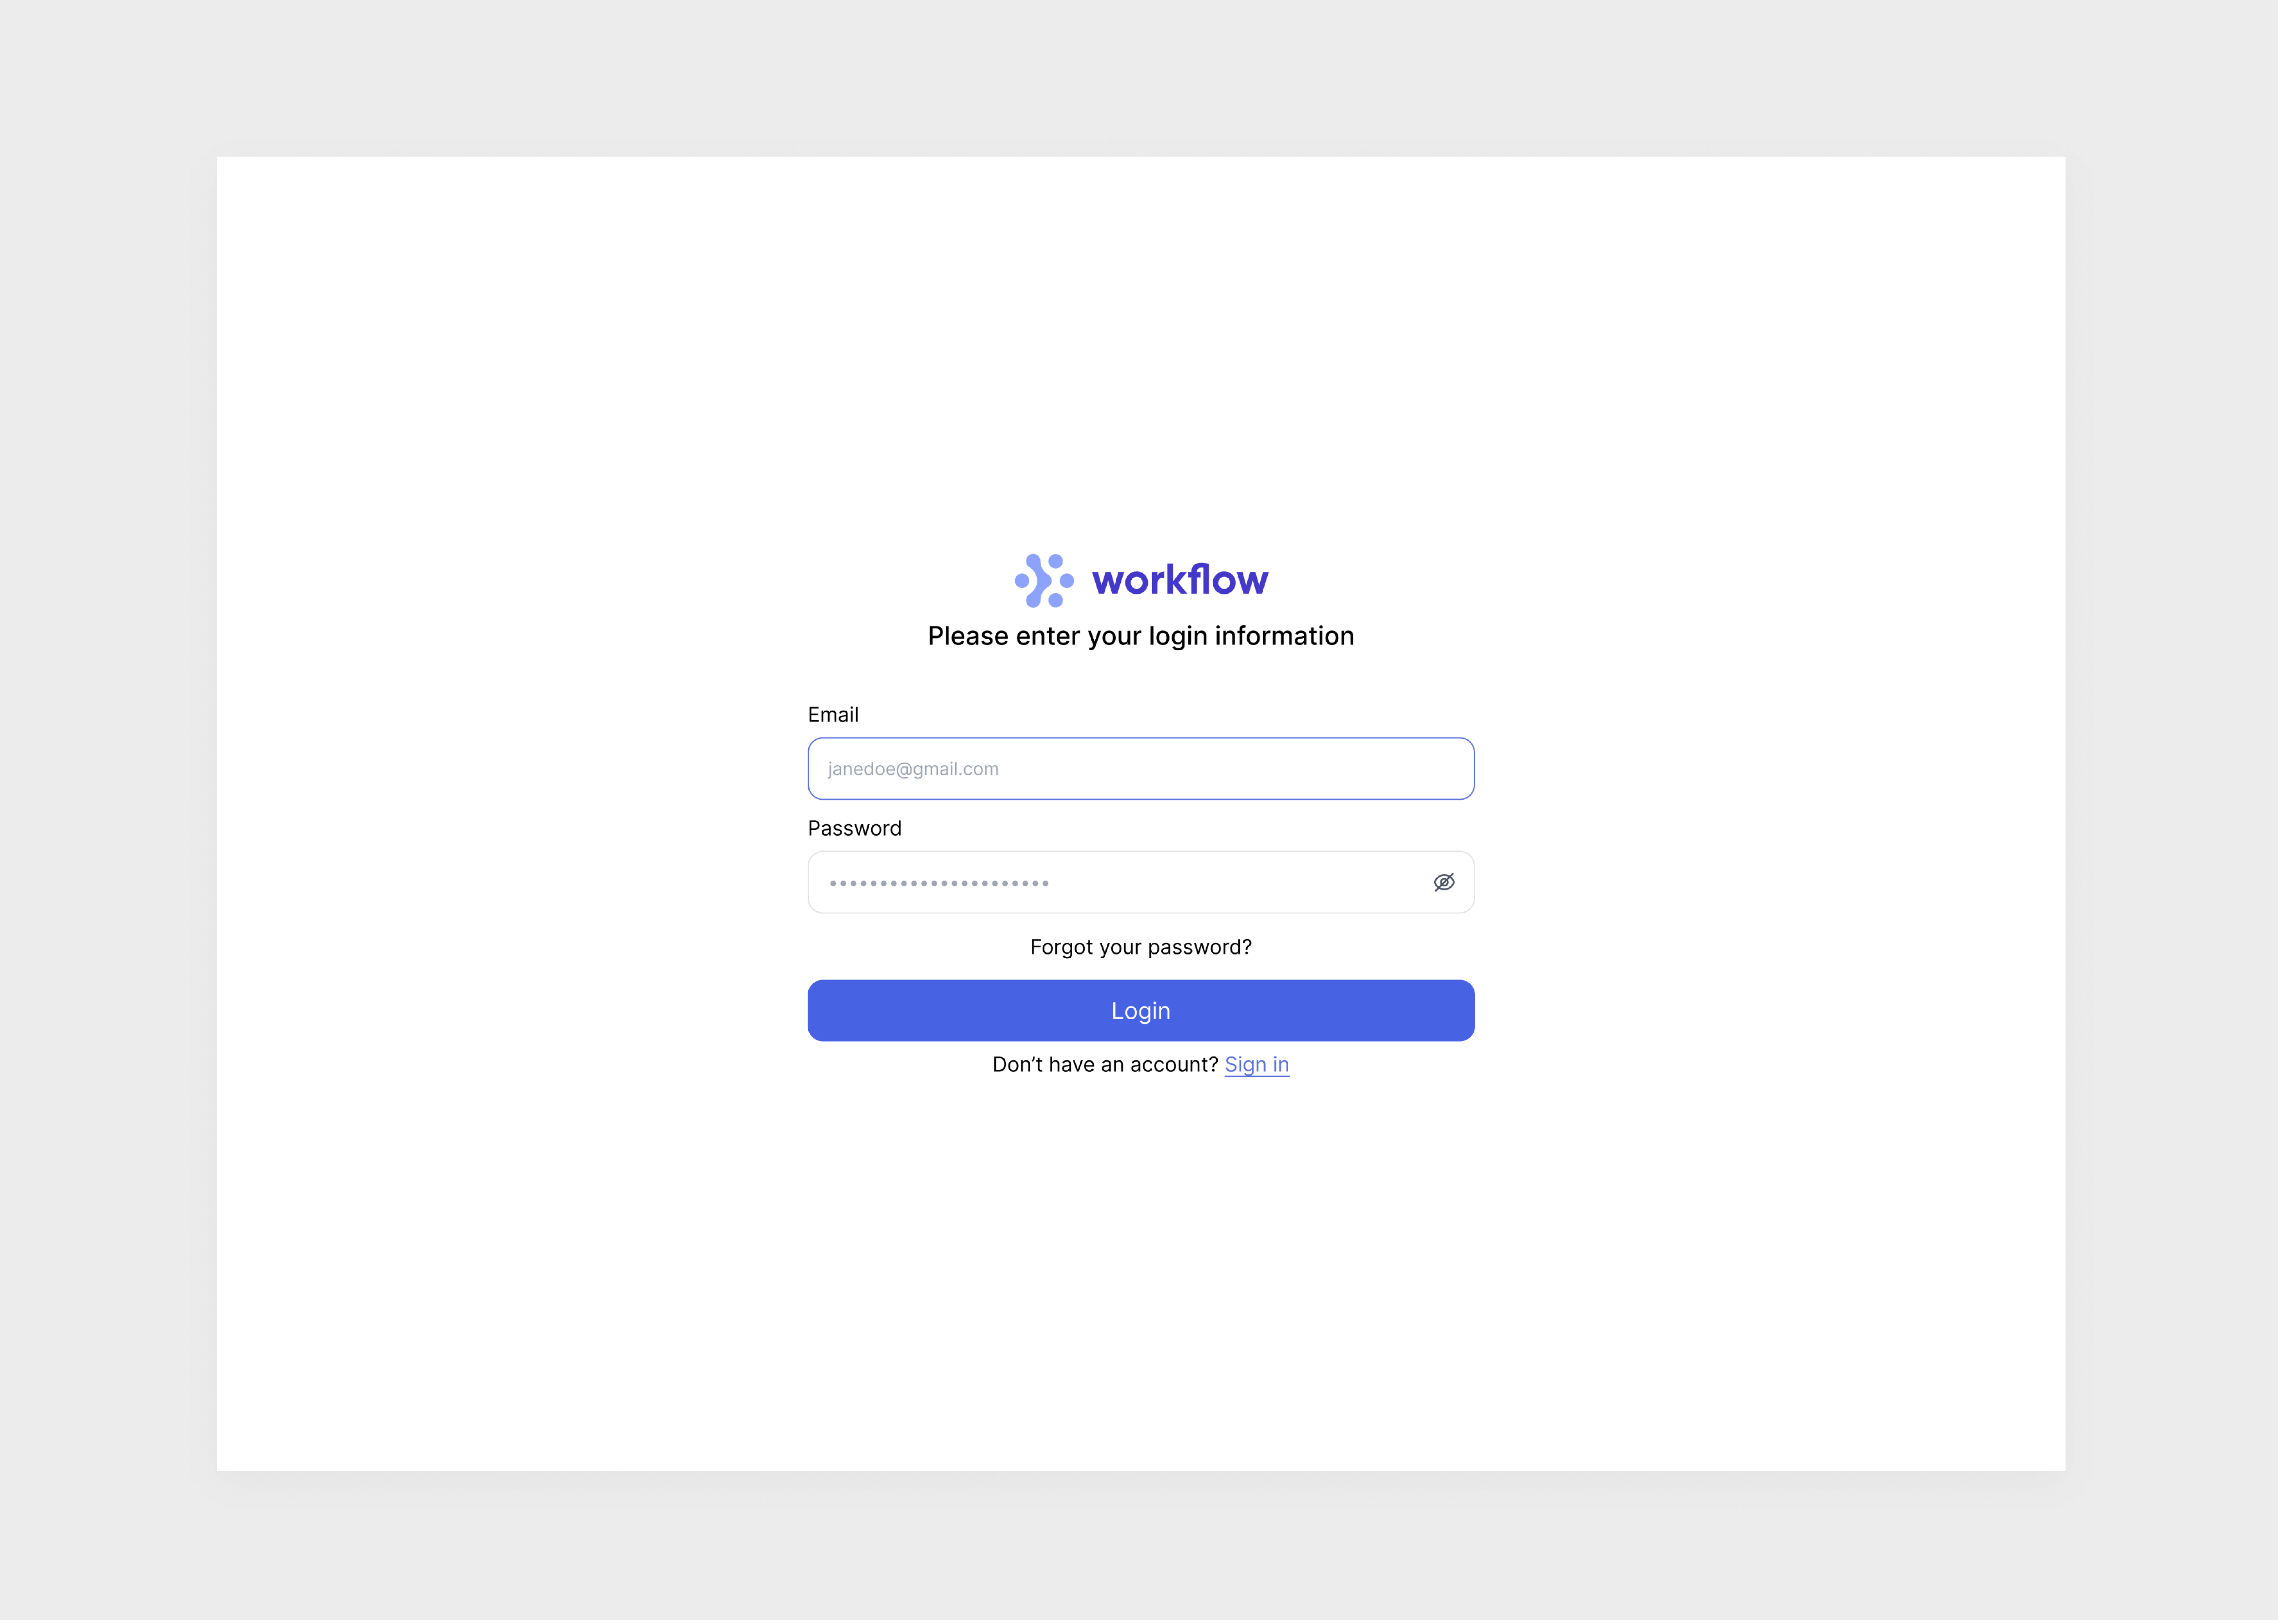 workflow
Please enter your login information
Email
janedoe@gmail.com
Password
Forgot your password?
Login
Don’t have an account? Sign in